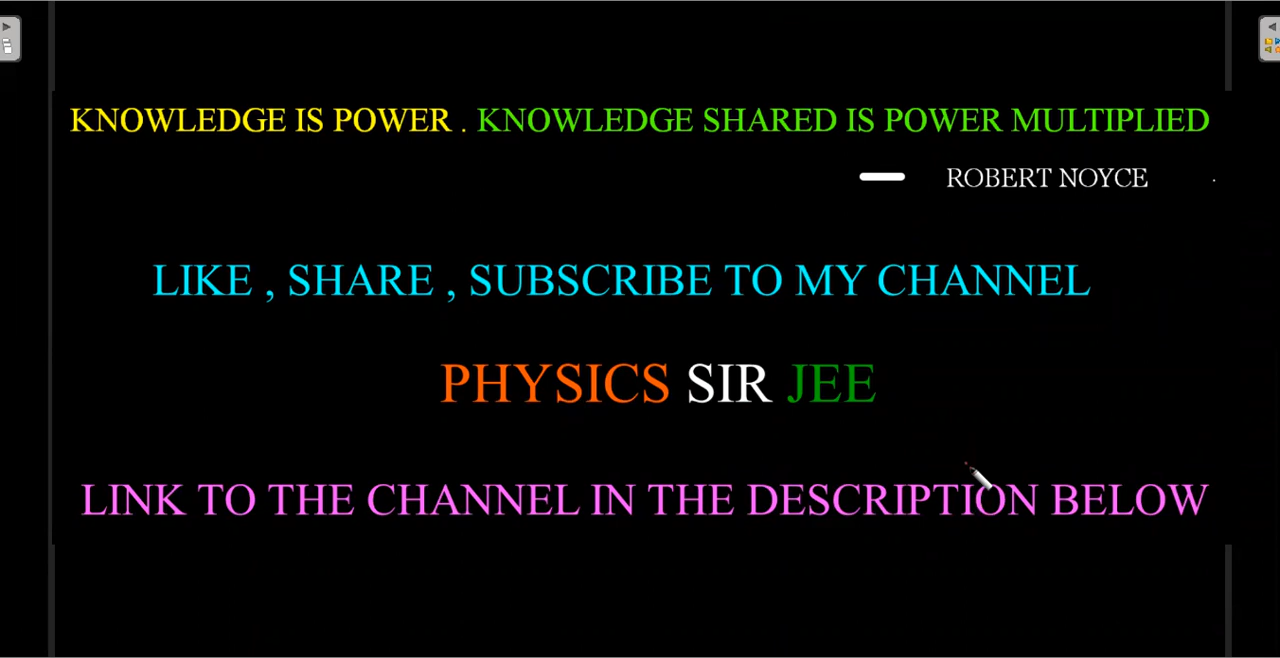 KNOWLEDGE IS POWER . KNOWLEDGE SHARED IS POWER MULTIPLIED
— ROBERT NOYCE
LIKE , SHARE , SUBSCRIBE TO MY CHANNEL
PHYSICS SIR JEE
LINK TO THE CHANNEL IN THE DESCRIPTION BELOW